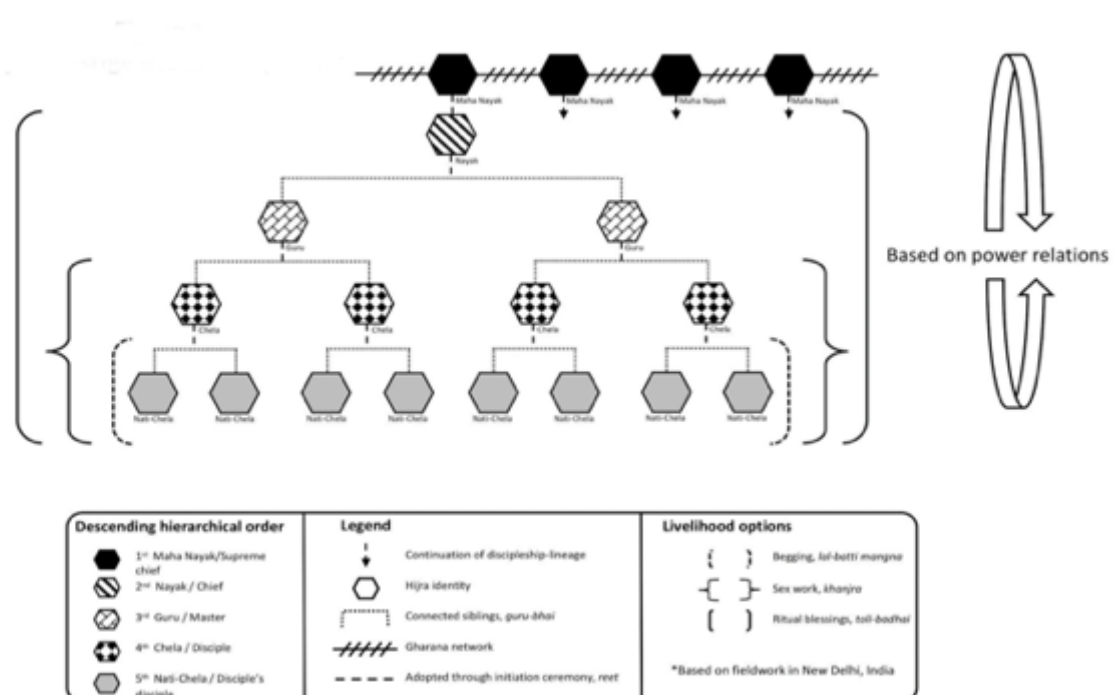 Maha Nayak Maha Nayak Maha Nayak Maha Nayak
Nayak
Guru Guru
Based on power relations
Chela Chela Chela Chela
Nati-Chela Nati-Chela Nati-Chela Nati-Chela Nati-Chela Nati-Chela Nati-Chela Nati-Chela
Descending hierarchical order
1st Maha Nayak/Supreme
chief
2nd Nayak / Chief
3rd Guru / Master
4th Chela / Disciple
5th Nati-Chela / Disciple's
disciple
Legend
Continuation of discipleship-lineage
Hijra identity
Connected siblings, guru-bhai
Gharana network
Adopted through initiation ceremony, reet
Livelihood options
Begging, lal-batti mangna
Sex work, khanjra
Ritual blessings, toli-badhai
*Based on fieldwork in New Delhi, India